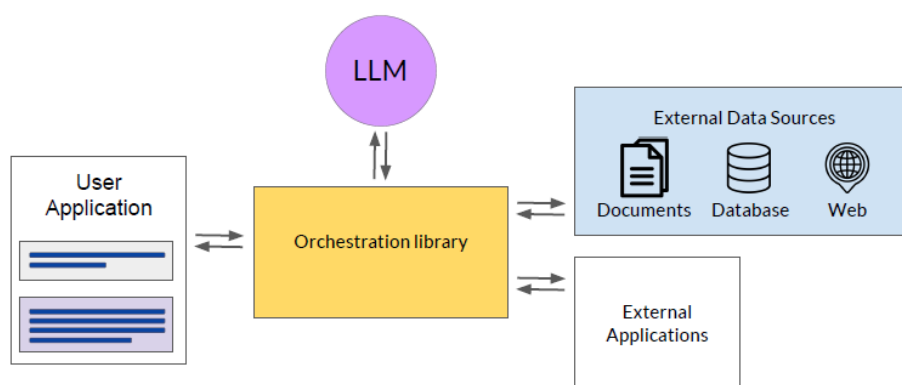 LLM
User
Application
Orchestration library
External Data Sources
Documents
Database
Web
External
Applications